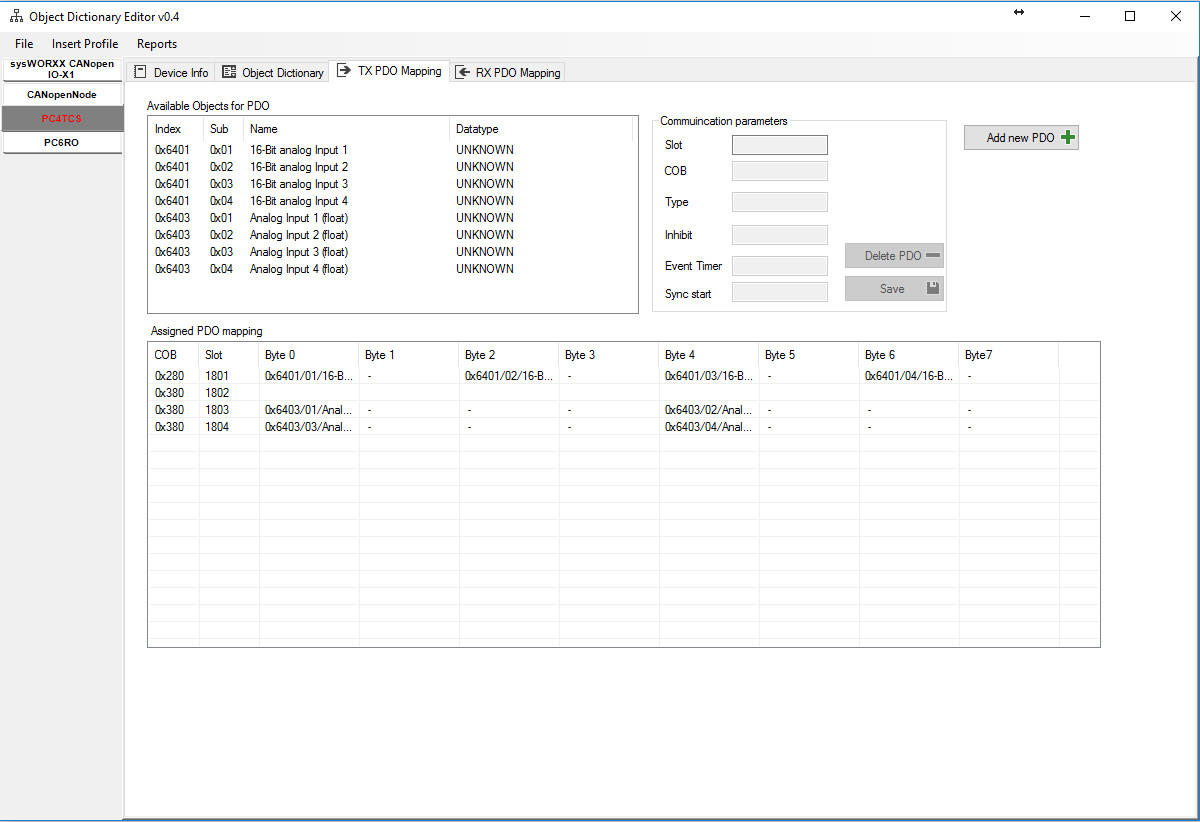 Object Dictionary Editor v0.4
File Insert Profile Reports
sysWORXX CANopen
IO-X1
CANopenNode
PC4TCS
PC6RO
Device Info Object Dictionary TX PDO Mapping RX PDO Mapping
Available Objects for PDO
Index Sub Name Datatype
0x6401 0x01 16-Bit analog Input 1 UNKNOWN
0x6401 0x02 16-Bit analog Input 2 UNKNOWN
0x6401 0x03 16-Bit analog Input 3 UNKNOWN
0x6401 0x04 16-Bit analog Input 4 UNKNOWN
0x6403 0x01 Analog Input 1 (float) UNKNOWN
0x6403 0x02 Analog Input 2 (float) UNKNOWN
0x6403 0x03 Analog Input 3 (float) UNKNOWN
0x6403 0x04 Analog Input 4 (float) UNKNOWN
Commuincation parameters
Slot
COB
Type
Inhibit
Event Timer
Sync start
Delete PDO
Save
Add new PDO
Assigned PDO mapping
COB Slot Byte 0 Byte 1 Byte 2 Byte 3 Byte 4 Byte 5 Byte 6 Byte7
0x280 1801 0x6401/01/16-B... - 0x6401/02/16-B... - 0x6401/03/16-B... - 0x6401/04/16-B... -
0x380 1802
0x380 1803 0x6403/01/Anal... - - - 0x6403/02/Anal... - - -
0x380 1804 0x6403/03/Anal... - - - 0x6403/04/Anal... - - -